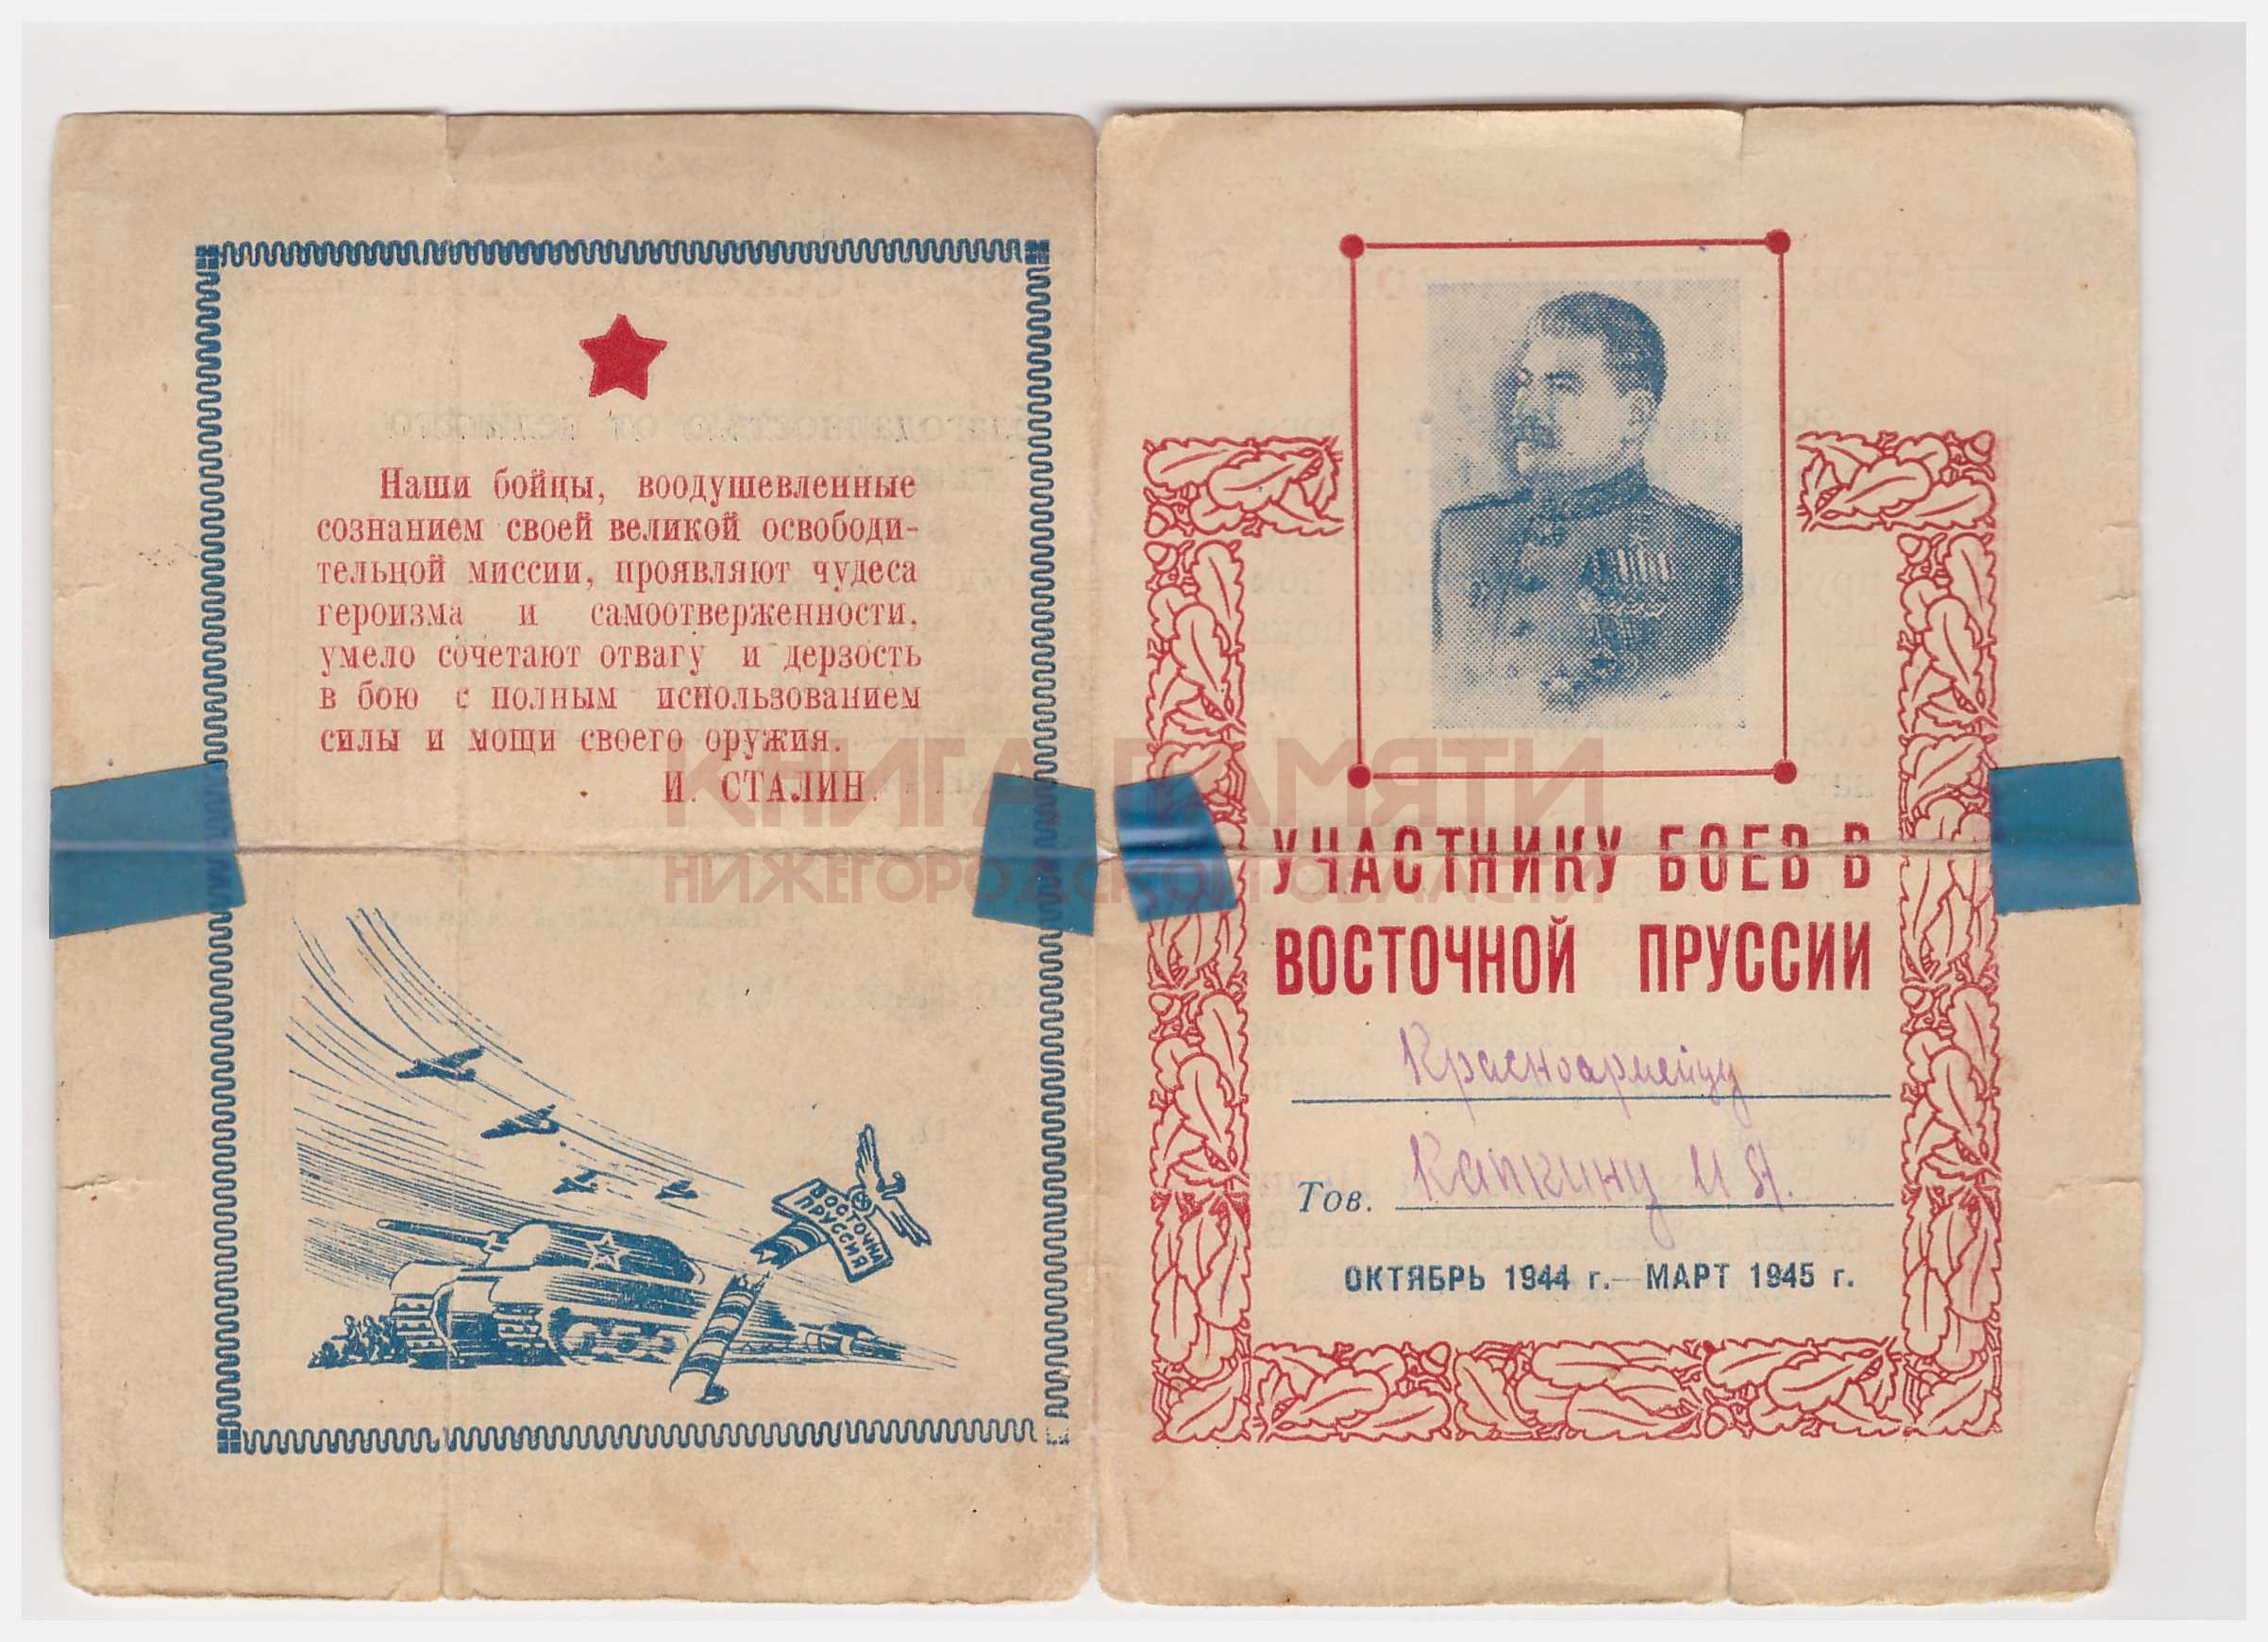 Наши бойцы, воодушевленные
сознанием своей великой освободи-
тельной миссии, проявляют чудеса
героизма и самоотверженности,
умело сочетают отвагу и дерзость
в бою с полным использованием
силы и мощи своего оружия.
И. СТАЛИН.
ВОСТОЧНА
ПРУССИЯ
КНИГА ПАМЯТИ
НИЖЕГОРОДСКОЙ ОБЛАСТИ
УЧАСТНИКУ БОЕВ В
ВОСТОЧНОЙ ПРУССИИ
Красноармейцу
Тов. Капкину И Я.
ОКТЯБРЬ 1944 г.— МАРТ 1945 г.